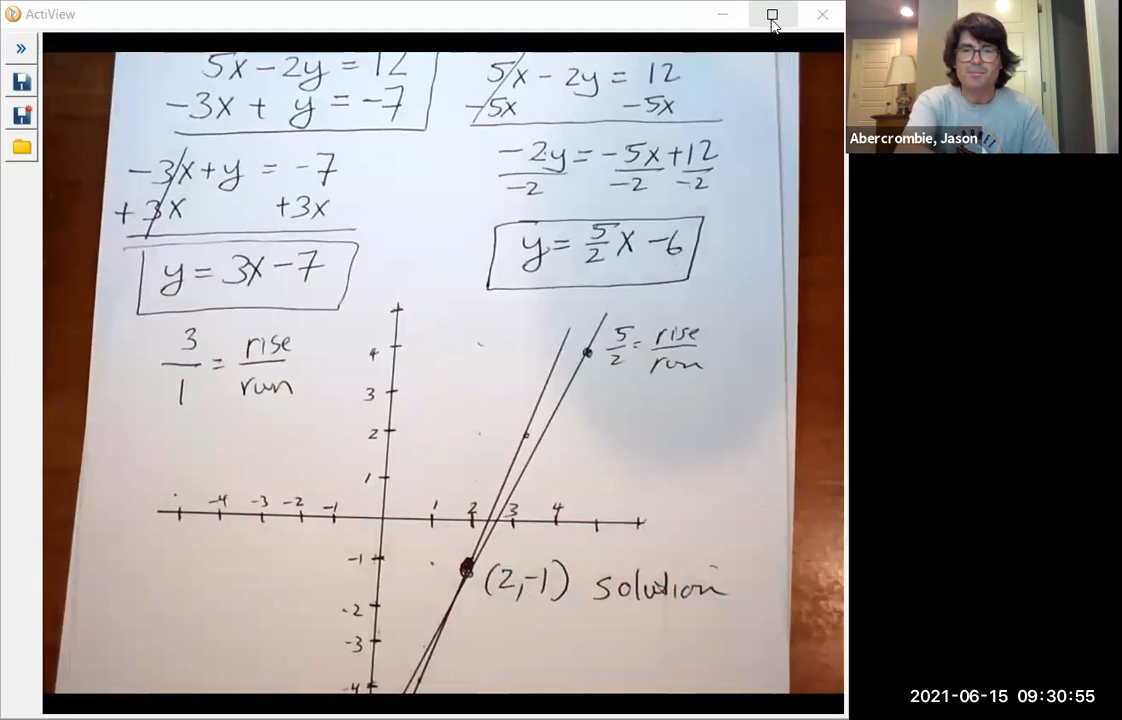 ActiView
5x - 2y = 12
-3x + y = -7
-3x + y = -7
+3x +3x
y = 3x - 7
3/1 = rise/run
5x - 2y = 12
-5x -5x
-2y = -5x + 12
-2 -2 -2
y = 5/2 x - 6
5/2 = rise/run
4
3
2
1
-4 -3 -2 -1 1 2 3 4
-1
-2
-3
-4
(2,-1) solution
Abercrombie, Jason
2021-06-15 09:30:55